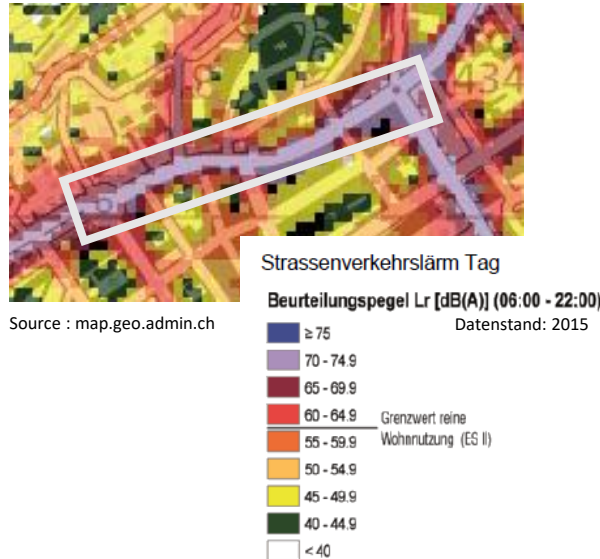 434
Strassenverkehrslärm Tag
Beurteilungspegel Lr [dB(A)] (06:00 - 22:00)
Source : map.geo.admin.ch
Datenstand: 2015
≥ 75
70 - 74.9
65 - 69.9
60 - 64.9
Grenzwert reine
Wohnnutzung (ES II)
55 - 59.9
50 - 54.9
45 - 49.9
40 - 44.9
< 40